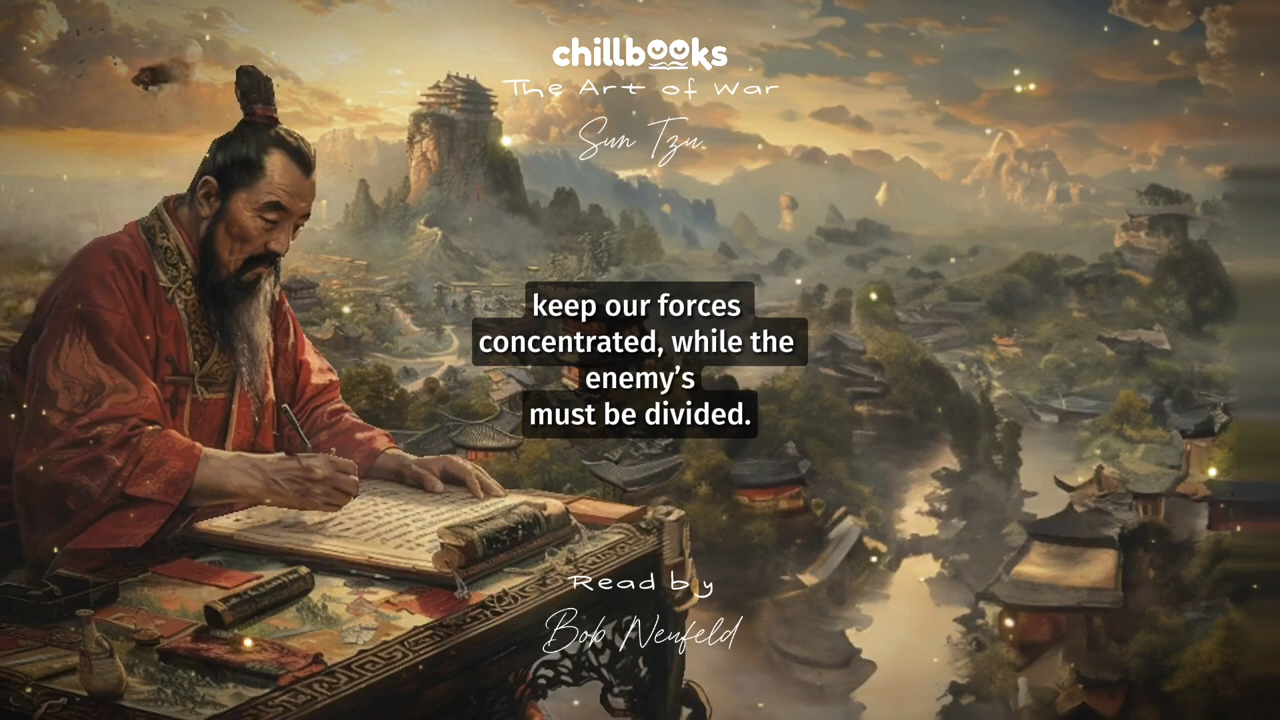 chillbooks
The Art of War
Sun Tzu
keep our forces
concentrated, while the
enemy’s
must be divided.
Read by
Bob Neufeld